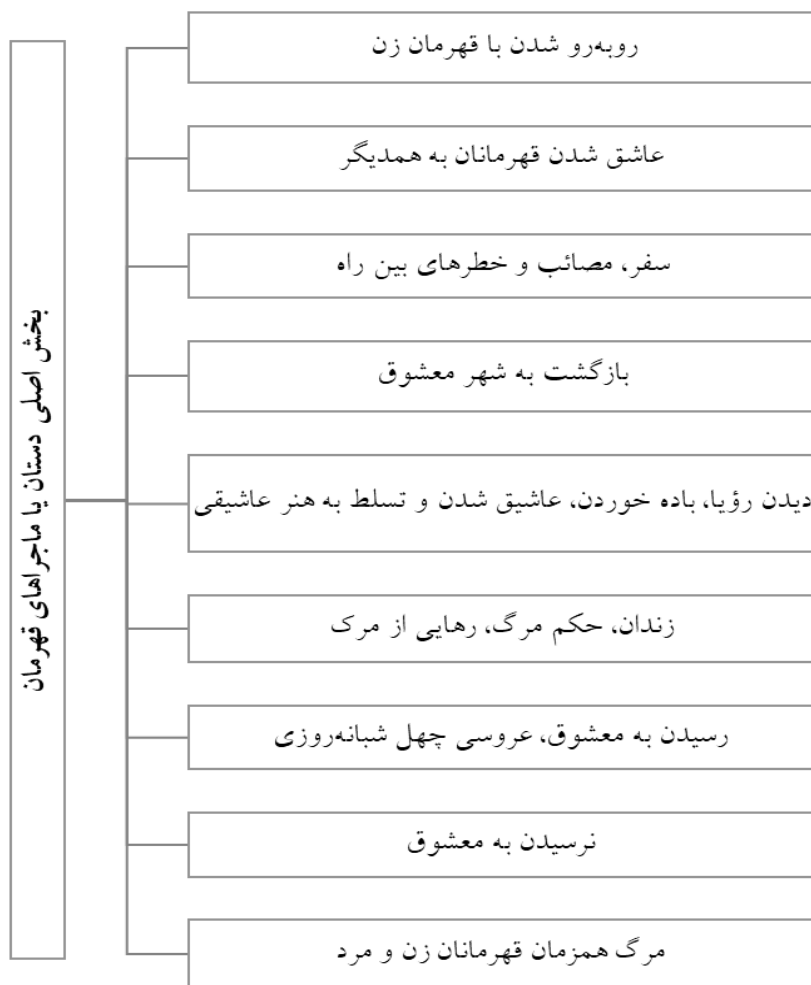 بخش اصلی دستان یا ماجراهای قهرمان
روبه‌رو شدن با قهرمان زن
عاشق شدن قهرمانان به همدیگر
سفر، مصائب و خطرهای بین راه
بازگشت به شهر معشوق
دیدن رؤیا، باده خوردن، عاشیق شدن و تسلط به هنر عاشیقی
زندان، حکم مرگ، رهایی از مرک
رسیدن به معشوق، عروسی چهل شبانه‌روزی
نرسیدن به معشوق
مرگ همزمان قهرمانان زن و مرد